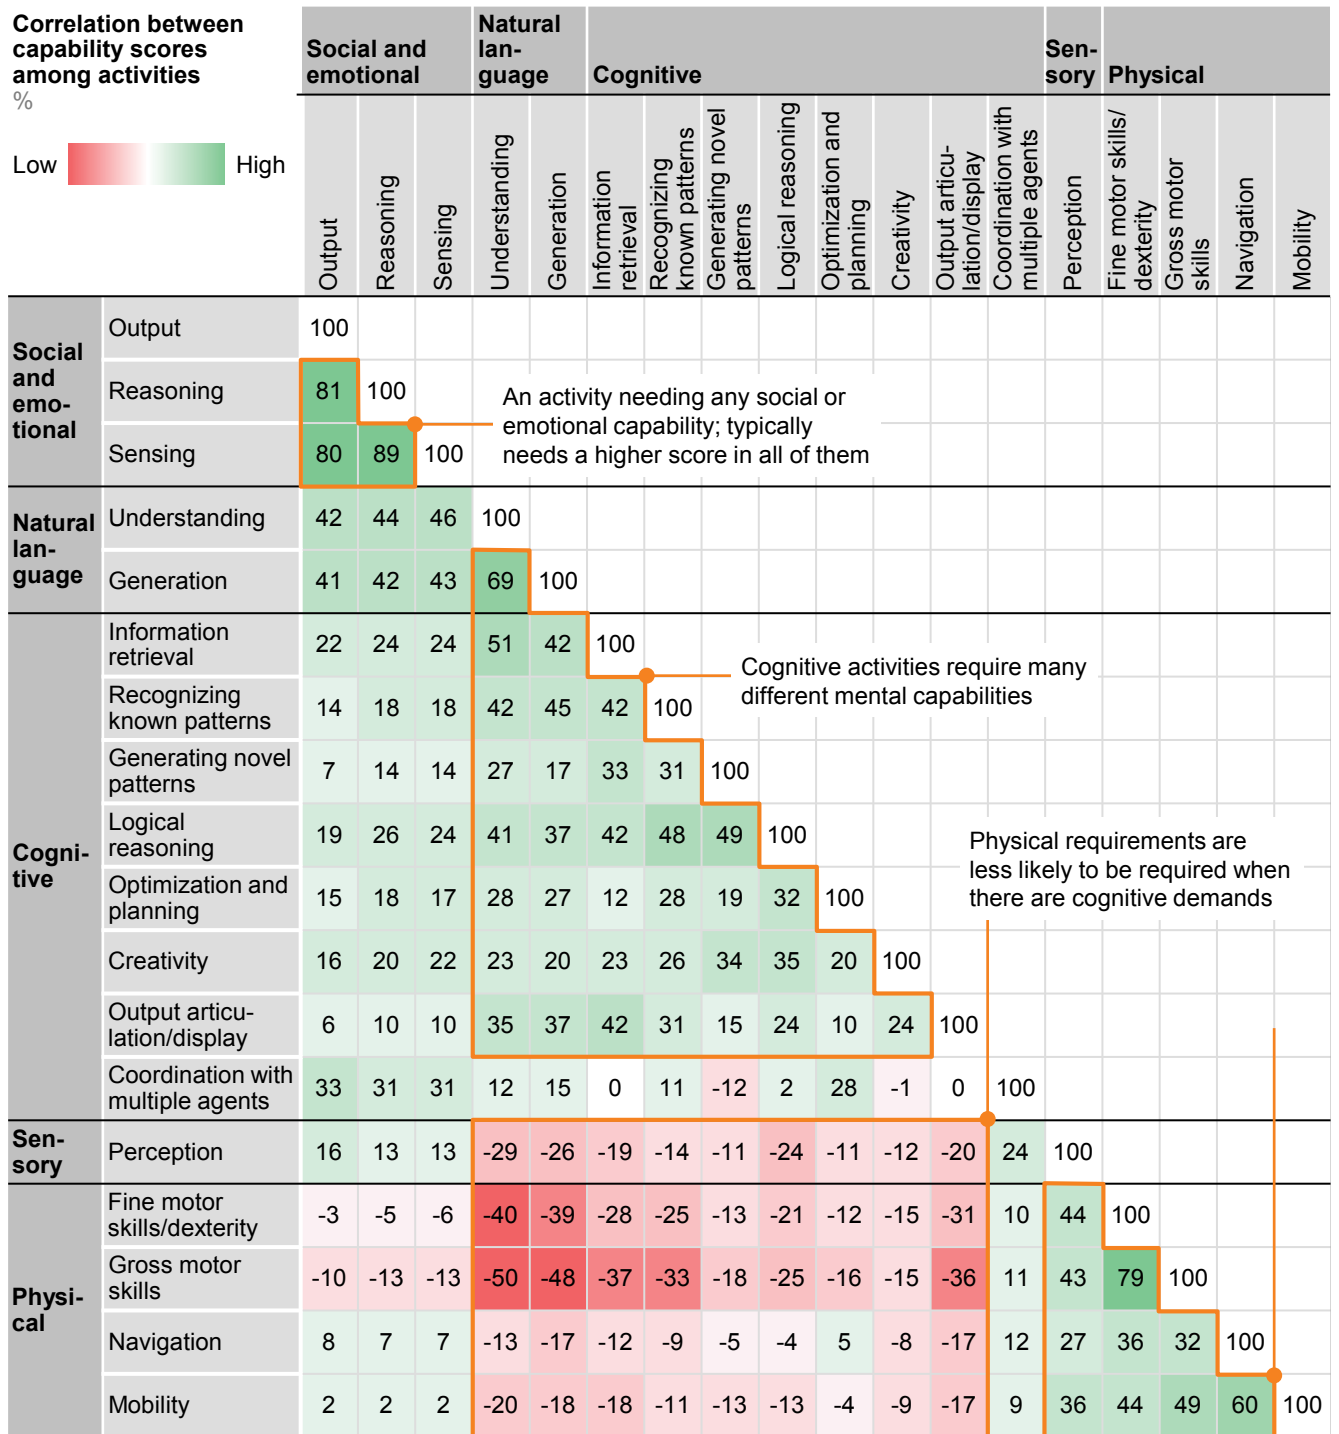 Correlation between
capability scores
among activities
%
Low High
Social and
emotional
Natural
lan-
guage
Cognitive
Sen-
sory
Physical
Output
Reasoning
Sensing
Understanding
Generation
Information
retrieval
Recognizing
known patterns
Generating novel
patterns
Logical reasoning
Optimization and
planning
Creativity
Output articu-
lation/display
Coordination with
multiple agents
Perception
Fine motor skills/
dexterity
Gross motor
skills
Navigation
Mobility
Social
and
emo-
tional
Output 100
Reasoning 81 100
An activity needing any social or
emotional capability; typically
needs a higher score in all of them
Sensing 80 89 100
Natural
lan-
guage
Understanding 42 44 46 100
Generation 41 42 43 69 100
Cogni-
tive
Information
retrieval
22 24 24 51 42 100
Cognitive activities require many
different mental capabilities
Recognizing
known patterns
14 18 18 42 45 42 100
Generating novel
patterns
7 14 14 27 17 33 31 100
Logical
reasoning
19 26 24 41 37 42 48 49 100
Physical requirements are
less likely to be required when
there are cognitive demands
Optimization and
planning
15 18 17 28 27 12 28 19 32 100
Creativity 16 20 22 23 20 23 26 34 35 20 100
Output articu-
lation/display
6 10 10 35 37 42 31 15 24 10 24 100
Coordination with
multiple agents
33 31 31 12 15 0 11 -12 2 28 -1 0 100
Sen-
sory
Perception 16 13 13 -29 -26 -19 -14 -11 -24 -11 -12 -20 24 100
Physi-
cal
Fine motor
skills/dexterity
-3 -5 -6 -40 -39 -28 -25 -13 -21 -12 -15 -31 10 44 100
Gross motor
skills
-10 -13 -13 -50 -48 -37 -33 -18 -25 -16 -15 -36 11 43 79 100
Navigation 8 7 7 -13 -17 -12 -9 -5 -4 5 -8 -17 12 27 36 32 100
Mobility 2 2 2 -20 -18 -18 -11 -13 -13 -4 -9 -17 9 36 44 49 60 100